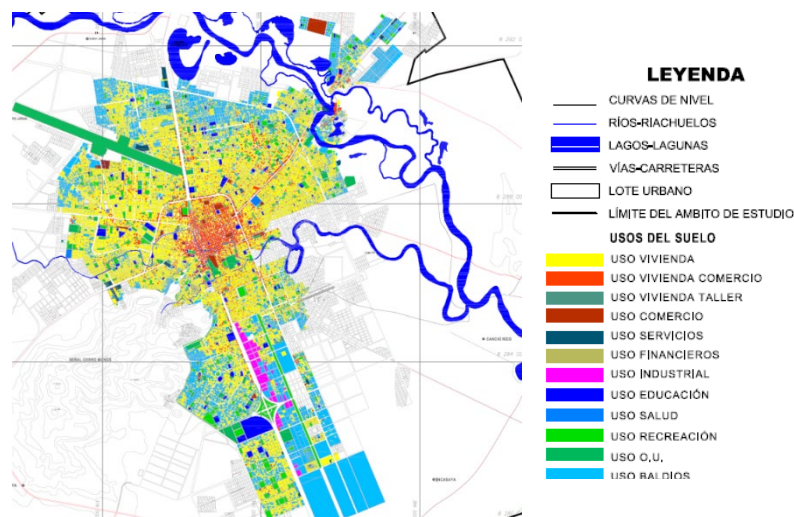 LEYENDA
CURVAS DE NIVEL
RÍOS-RIACHUELOS
LAGOS-LAGUNAS
VÍAS-CARRETERAS
LOTE URBANO
LÍMITE DEL AMBITO DE ESTUDIO
USOS DEL SUELO
USO VIVIENDA
USO VIVIENDA COMERCIO
USO VIVIENDA TALLER
USO COMERCIO
USO SERVICIOS
USO FINANCIEROS
USO INDUSTRIAL
USO EDUCACIÓN
USO SALUD
USO RECREACIÓN
USO O.U.
USO BALDÍOS